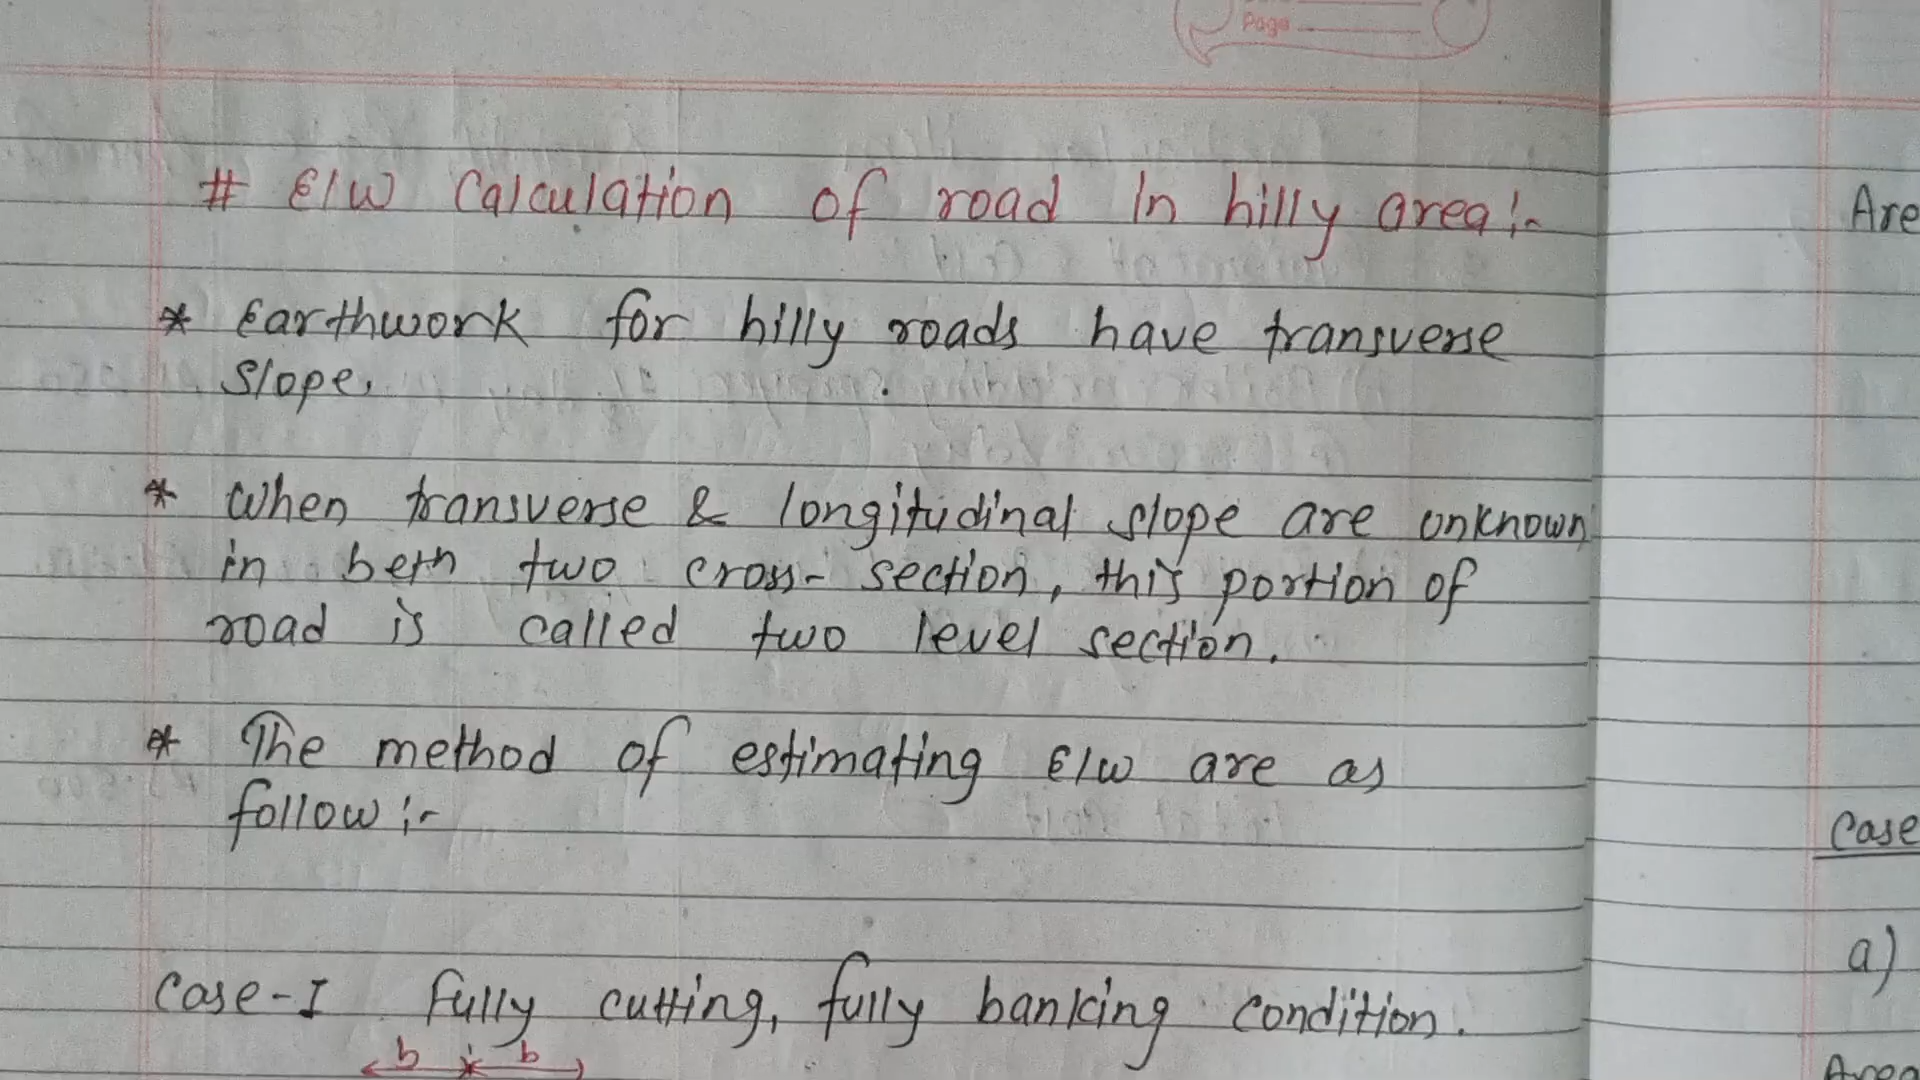 Page
# E/W Calculation of road In hilly area:-
* Earthwork for hilly roads have transverse
slope.
* When transverse & longitudinal slope are unknown
in beth two cross-section, this portion of
road is called two level section.
* The method of estimating E/W are as
follow:-
Case-I fully cutting, fully banking condition.
b b
Are
Case
a)
Area